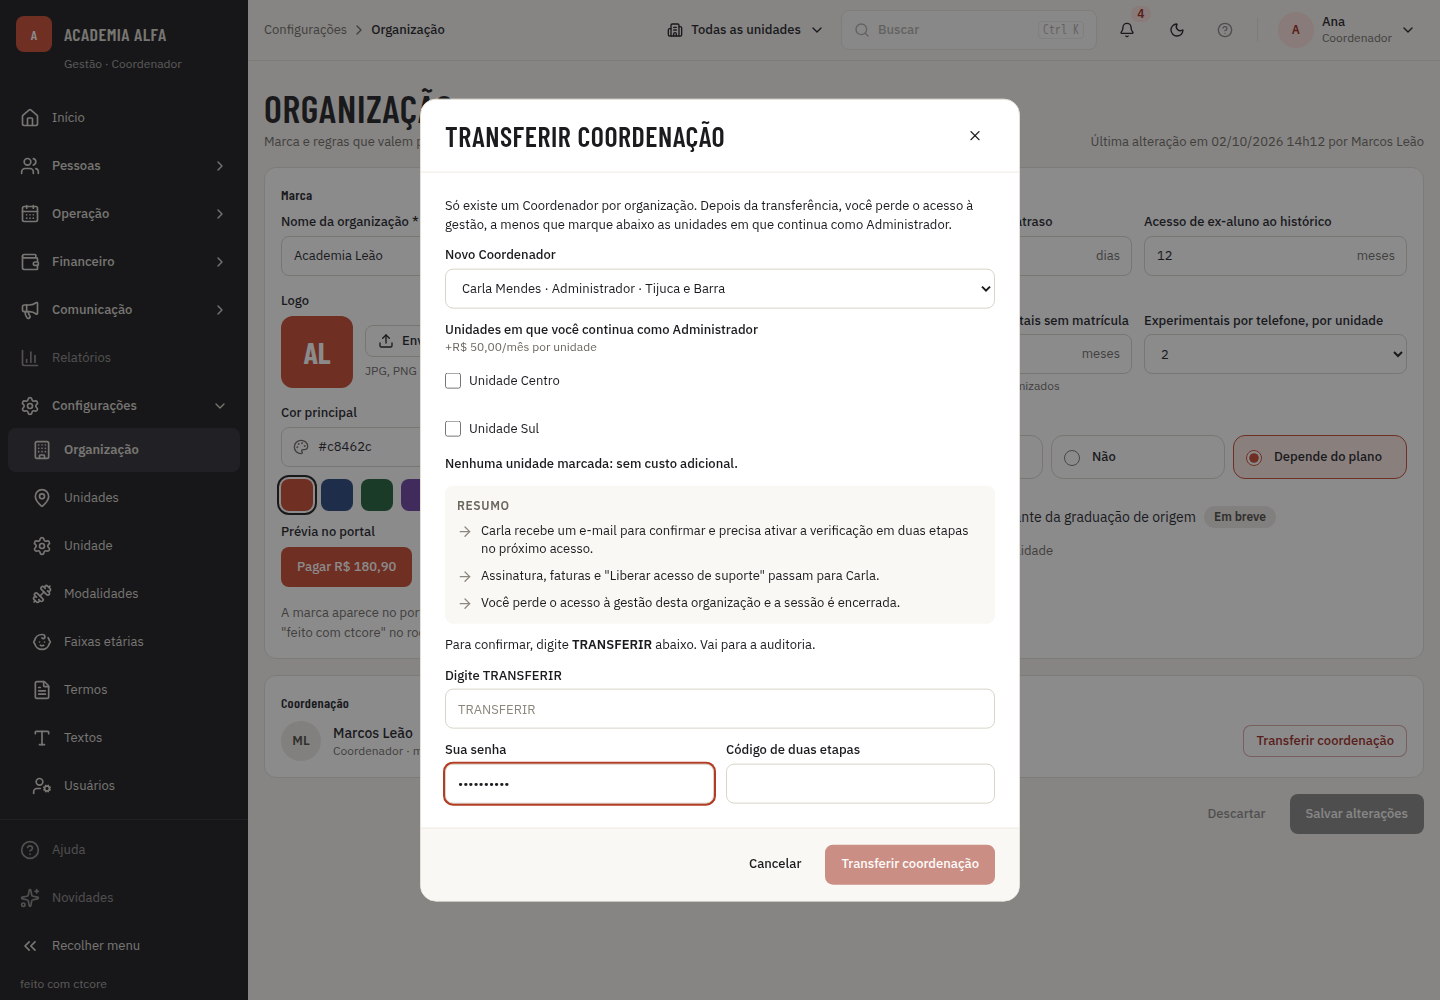 A
ACADEMIA ALFA
Gestão · Coordenador
Início
Pessoas
Operação
Financeiro
Comunicação
Relatórios
Configurações
Organização
Unidades
Unidade
Modalidades
Faixas etárias
Termos
Textos
Usuários
Ajuda
Novidades
Recolher menu
feito com ctcore
Configurações
Organização
Todas as unidades
Buscar
Ctrl K
4
A
Ana
Coordenador
Marca e regras que valem
Última alteração em 02/10/2026 14h12 por Marcos Leão
Marca
Nome da organização *
Academia Leão
Logo
AL
JPG, PNG
Cor principal
#c8462c
Prévia no portal
Pagar R$ 180,90
A marca aparece no
"feito com ctcore" no
atraso
dias
Acesso de ex-aluno ao histórico
12
meses
sem matrícula
meses
Experimentais por telefone, por unidade
2
Não
Depende do plano
da graduação de origem
Em breve
Coordenação
ML
Marcos Leão
Coordenador ·
Transferir coordenação
Descartar
Salvar alterações
TRANSFERIR COORDENAÇÃO
Só existe um Coordenador por organização. Depois da transferência, você perde o acesso à
gestão, a menos que marque abaixo as unidades em que continua como Administrador.
Novo Coordenador
Carla Mendes · Administrador · Tijuca e Barra
Unidades em que você continua como Administrador
+R$ 50,00/mês por unidade
Unidade Centro
Unidade Sul
Nenhuma unidade marcada: sem custo adicional.
RESUMO
Carla recebe um e-mail para confirmar e precisa ativar a verificação em duas etapas
no próximo acesso.
Assinatura, faturas e "Liberar acesso de suporte" passam para Carla.
Você perde o acesso à gestão desta organização e a sessão é encerrada.
Para confirmar, digite TRANSFERIR abaixo. Vai para a auditoria.
Digite TRANSFERIR
TRANSFERIR
Sua senha
••••••••••
Código de duas etapas
Cancelar
Transferir coordenação